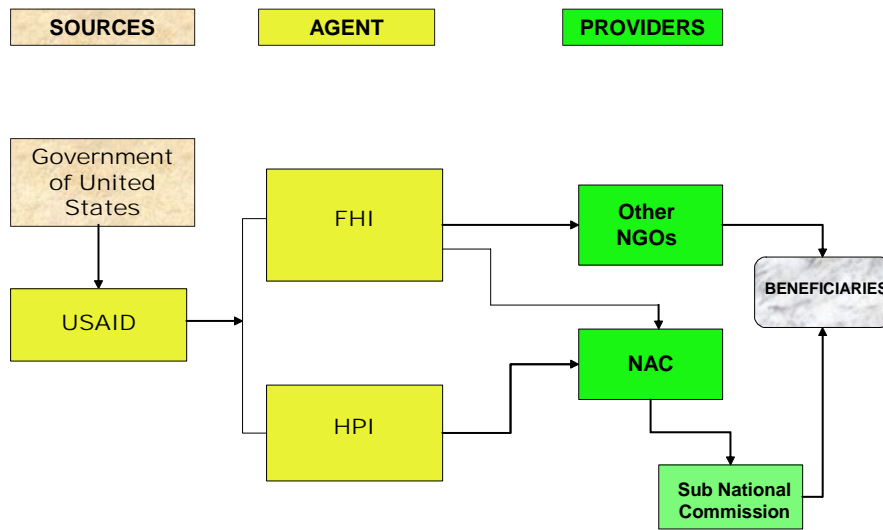 SOURCES
AGENT
PROVIDERS
Government
of United
States
USAID
FHI
HPI
Other
NGOs
NAC
BENEFICIARIES
Sub National
Commission